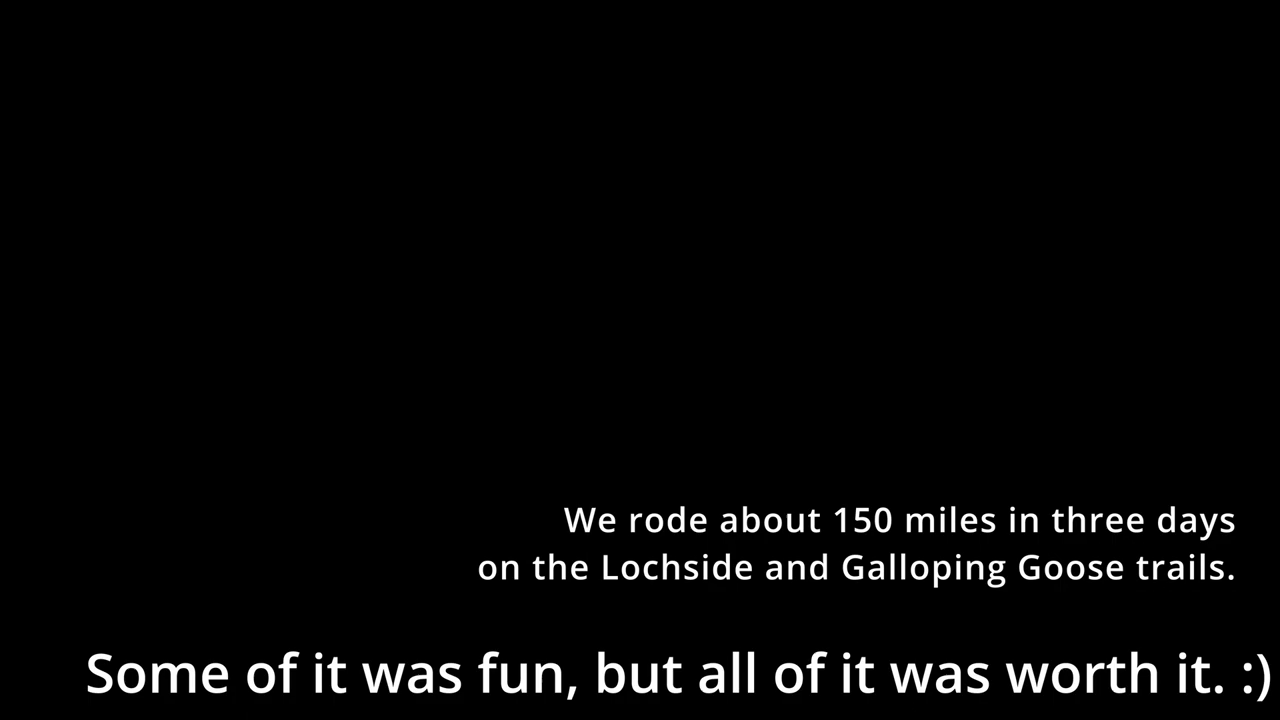 We rode about 150 miles in three days
on the Lochside and Galloping Goose trails.
Some of it was fun, but all of it was worth it. :)